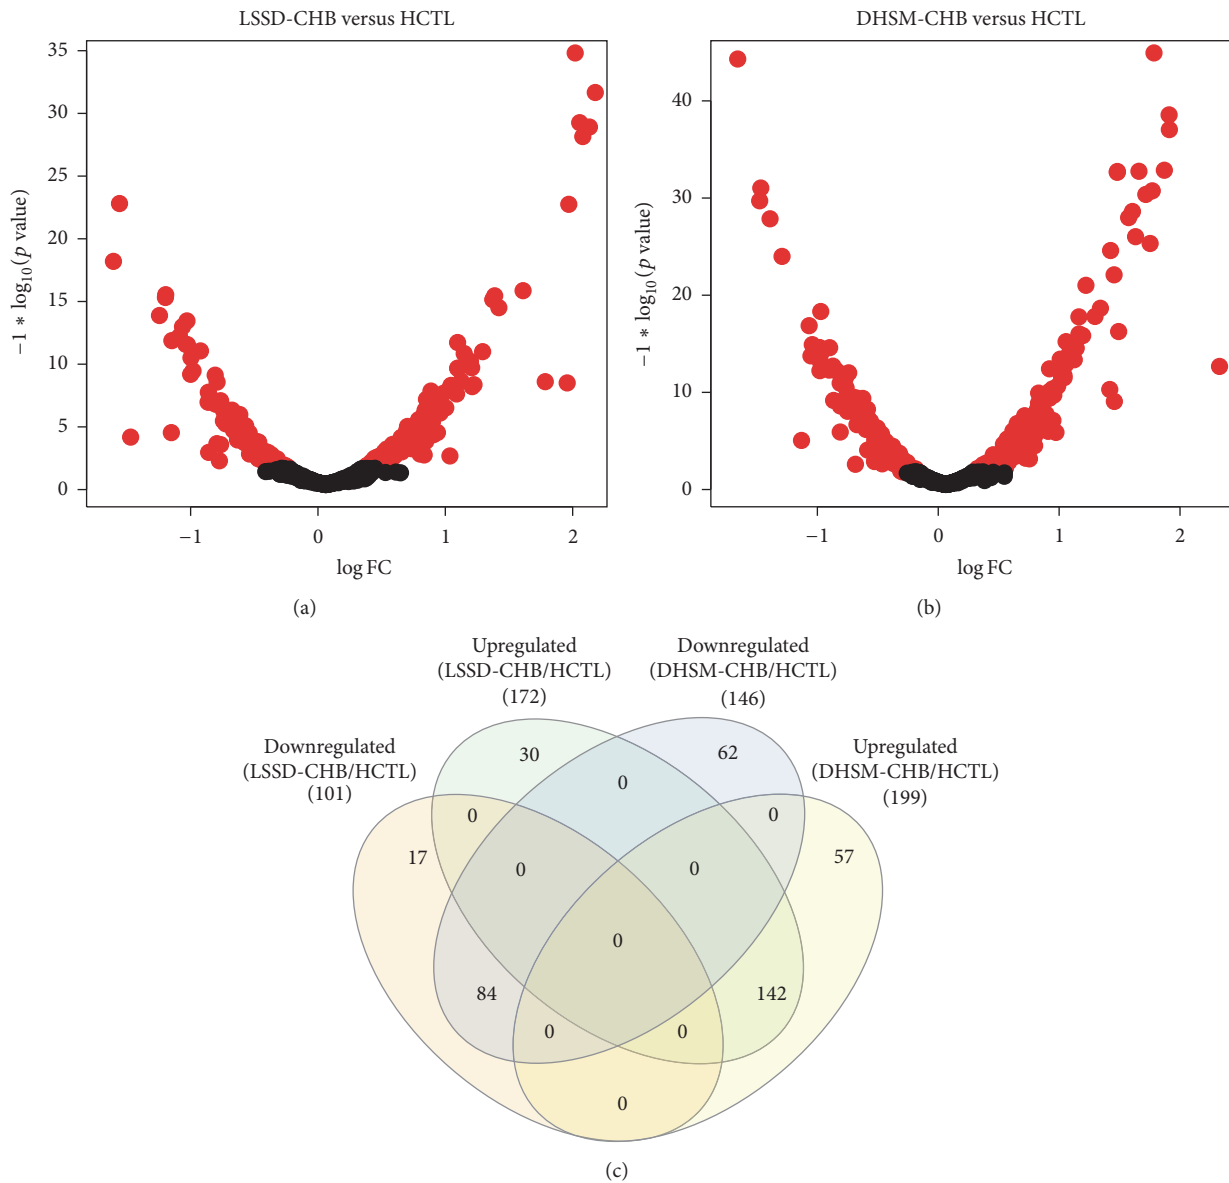 LSSD-CHB versus HCTL
35
30
25
20
15
10
5
0
−1 * log10(p value)
−1
0
1
2
log FC
(a)
DHSM-CHB versus HCTL
40
30
20
10
0
−1 * log10(p value)
−1
0
1
2
log FC
(b)
Upregulated
(LSSD-CHB/HCTL)
(172)
Downregulated
(DHSM-CHB/HCTL)
(146)
Downregulated
(LSSD-CHB/HCTL)
(101)
Upregulated
(DHSM-CHB/HCTL)
(199)
30
62
0
0
0
17
57
0
0
0
84
142
0
0
0
(c)